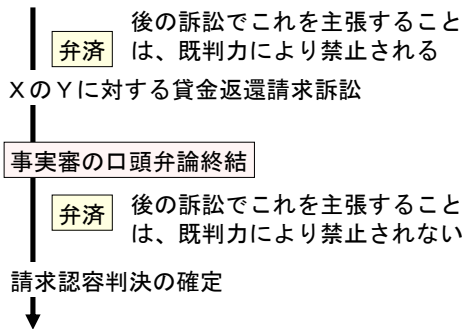 後の訴訟でこれを主張すること
弁済
は、既判力により禁止される
XのYに対する貸金返還請求訴訟
事実審の口頭弁論終結
弁済
後の訴訟でこれを主張すること
は、既判力により禁止されない
請求認容判決の確定